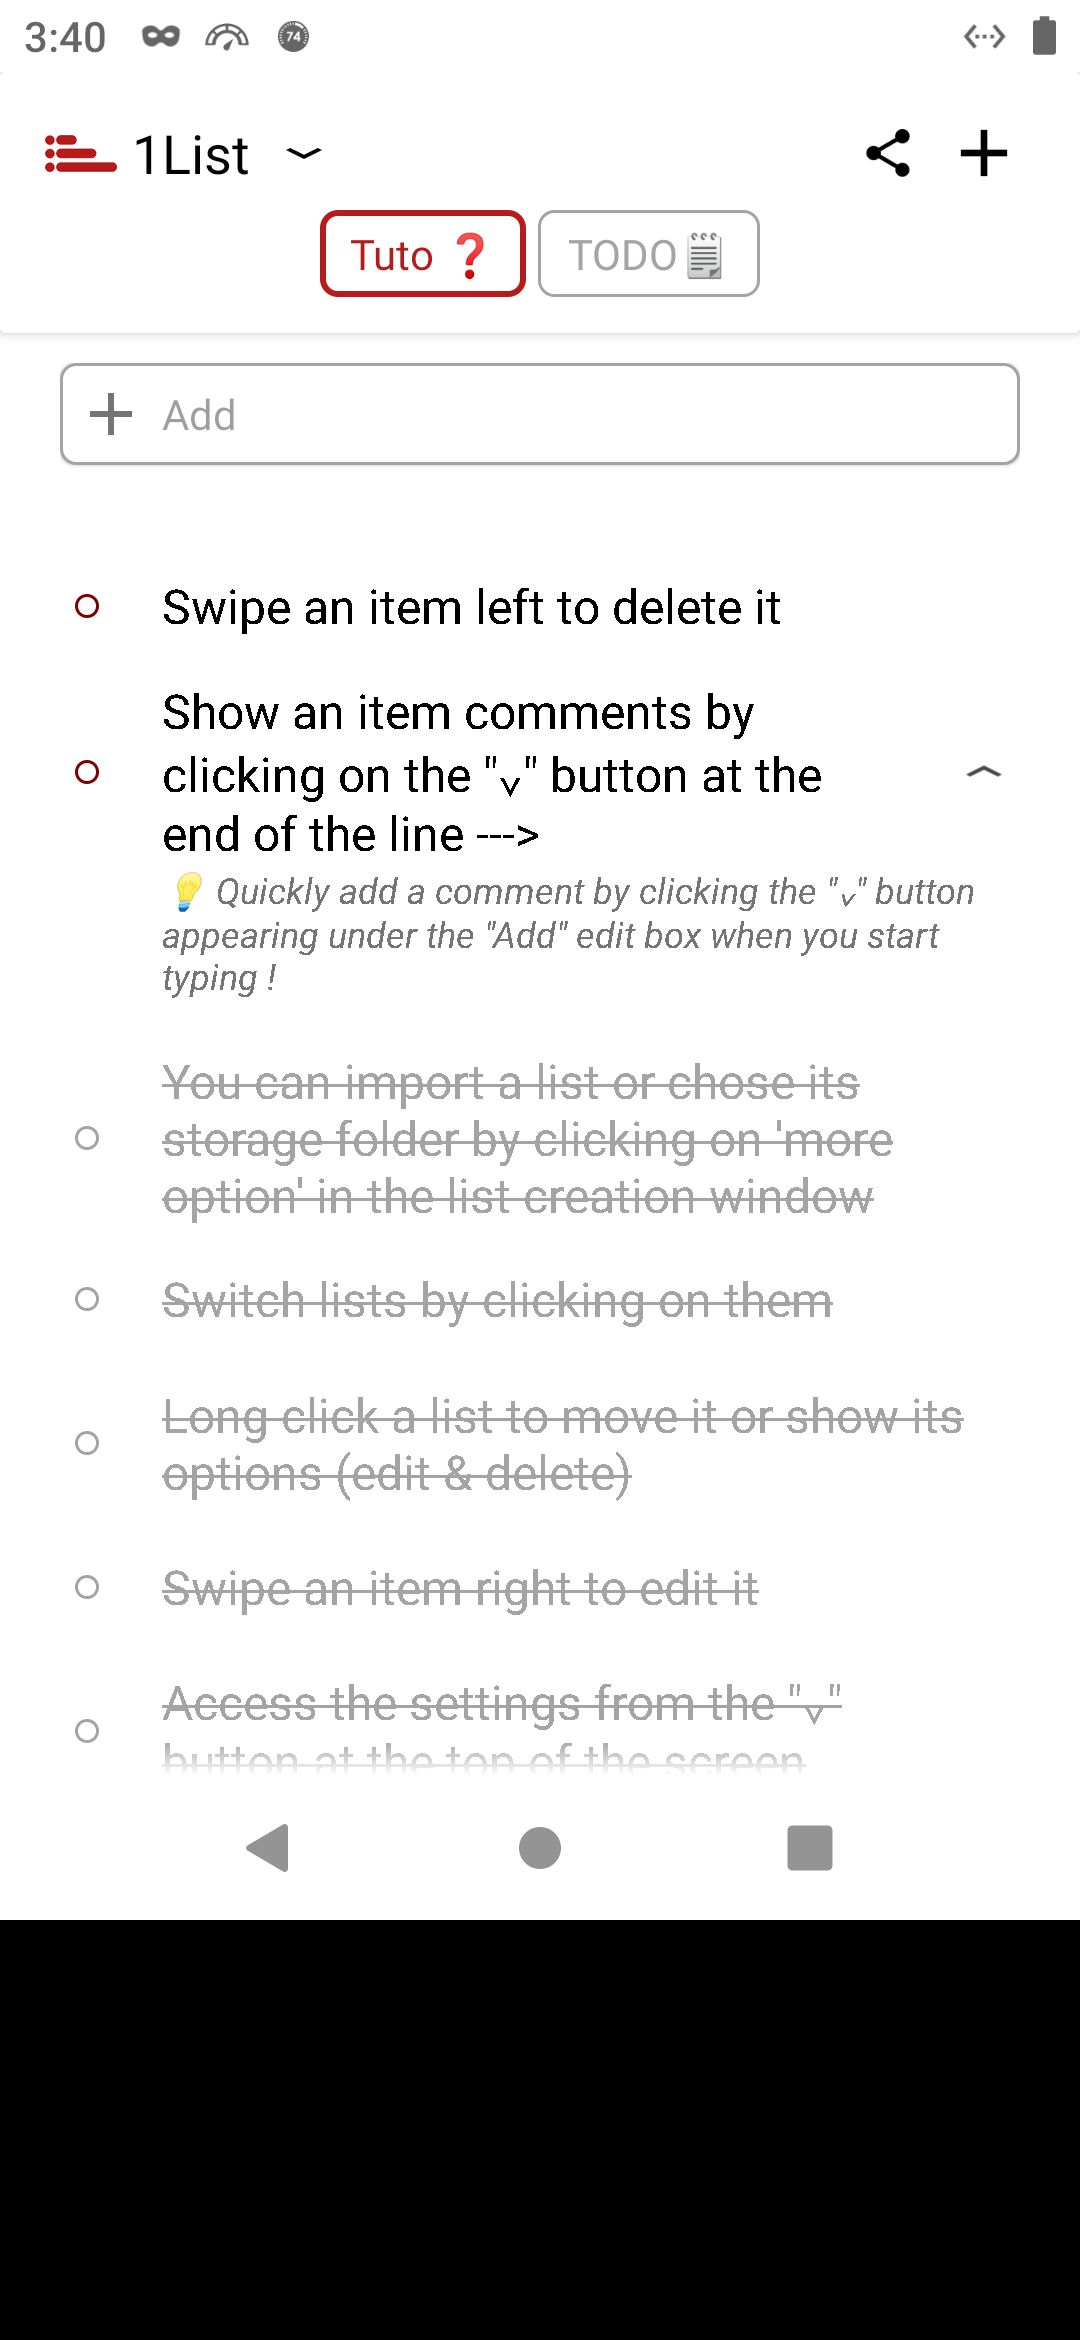 3:40
74
1List
Tuto ❓
TODO🗒
Add
Swipe an item left to delete it
Show an item comments by
clicking on the "˅" button at the
end of the line --->
💡 Quickly add a comment by clicking the "˅" button
appearing under the "Add" edit box when you start
typing !
You can import a list or chose its
storage folder by clicking on 'more
option' in the list creation window
Switch lists by clicking on them
Long click a list to move it or show its
options (edit & delete)
Swipe an item right to edit it
Access the settings from the "˅"
button at the top of the screen